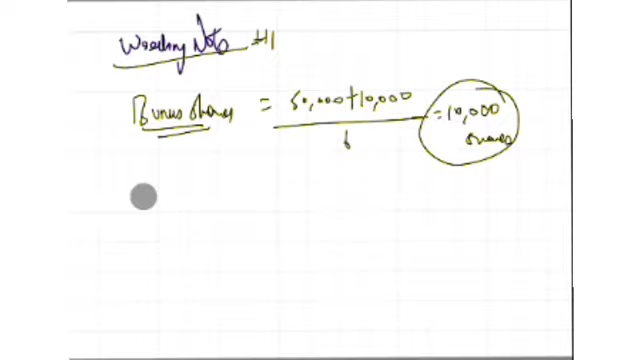 Working Note #1
Bonus shares = 50,000+10,000 = 10,000
6 shares